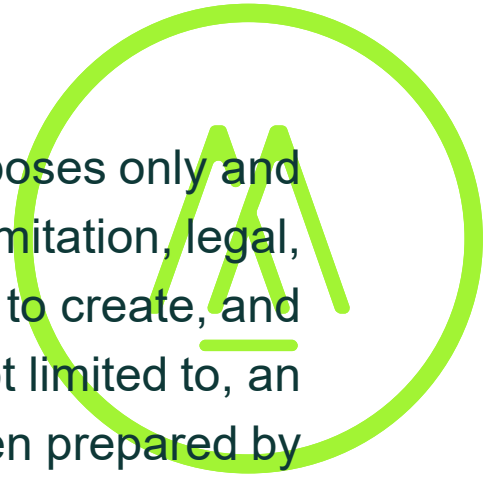 poses only and
mitation, legal,
to create, and
t limited to, an
en prepared by